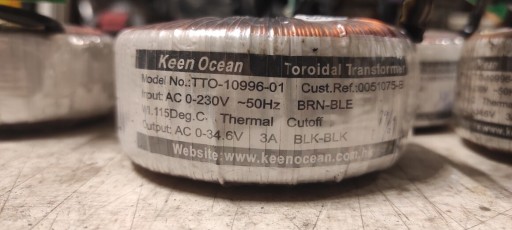 Keen Ocean Toroidal Transformer
Model No.:TTO-10996-01 Cust.Ref.:0051075-
Input: AC 0-230V ~50Hz BRN-BLE
W.115Deg.C. Thermal Cutoff
Output: AC 0-34.6V 3A BLK-BLK
Website:www.keenocean.com.h